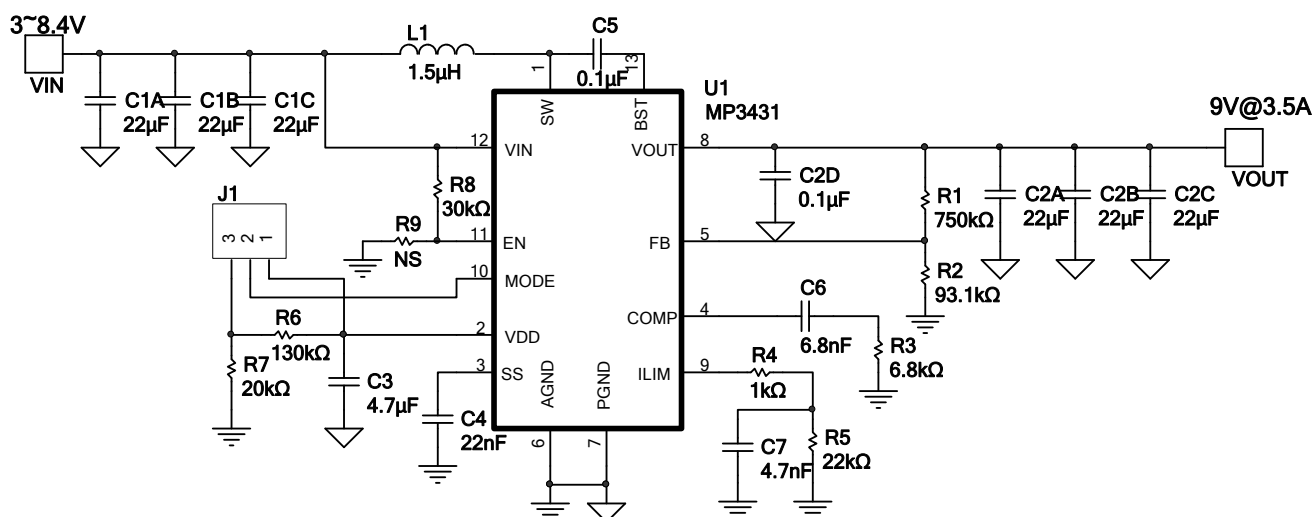 3~8.4V
VIN
C1A
22µF
C1B
22µF
C1C
22µF
L1
1.5µH
C5
0.1µF
1
13
SW
BST
U1
MP3431
12
VIN
VOUT
8
9V@3.5A
VOUT
R8
30kΩ
R9
NS
11
EN
FB
5
C2D
0.1µF
R1
750kΩ
C2A
22µF
C2B
22µF
C2C
22µF
R2
93.1kΩ
J1
3
2
1
10
MODE
COMP
4
C6
6.8nF
R3
6.8kΩ
R6
130kΩ
2
VDD
R7
20kΩ
C3
4.7µF
3
SS
ILIM
9
R4
1kΩ
AGND
PGND
C4
22nF
6
7
C7
4.7nF
R5
22kΩ